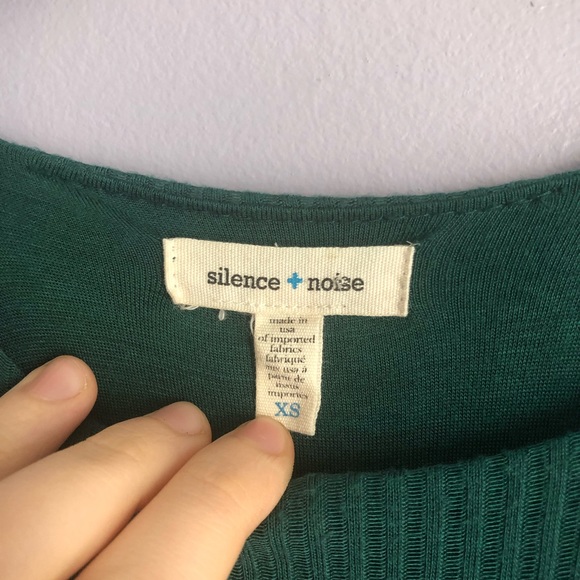 silence + noise
made in
usa
of imported
fabrics
fabriqué
aux usa à
partir de
tissus
importés
XS